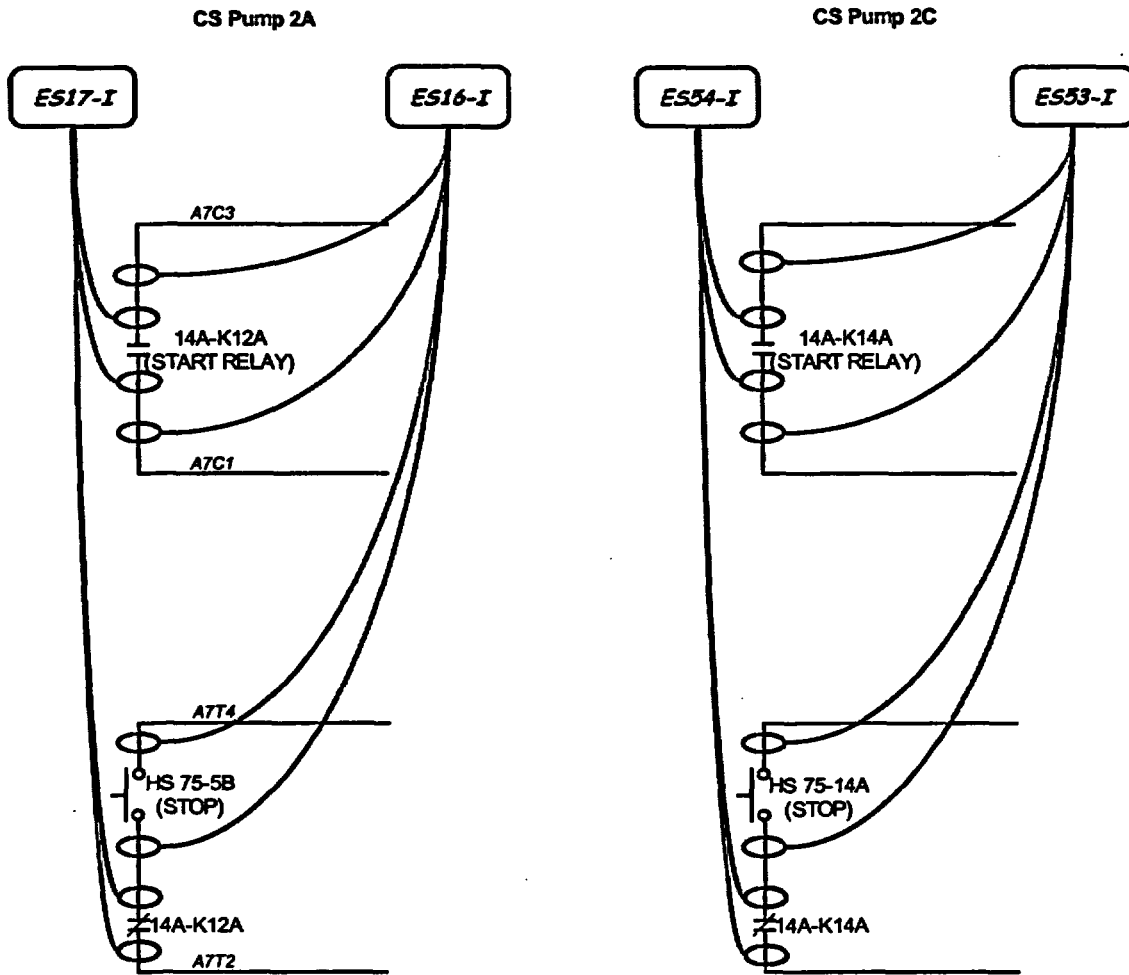 CS Pump 2A
ES17-I
ES16-I
A7C3
14A-K12A
(START RELAY)
A7C1
A7T4
HS 75-5B
(STOP)
14A-K12A
A7T2
CS Pump 2C
ES54-I
ES53-I
14A-K14A
(START RELAY)
HS 75-14A
(STOP)
14A-K14A